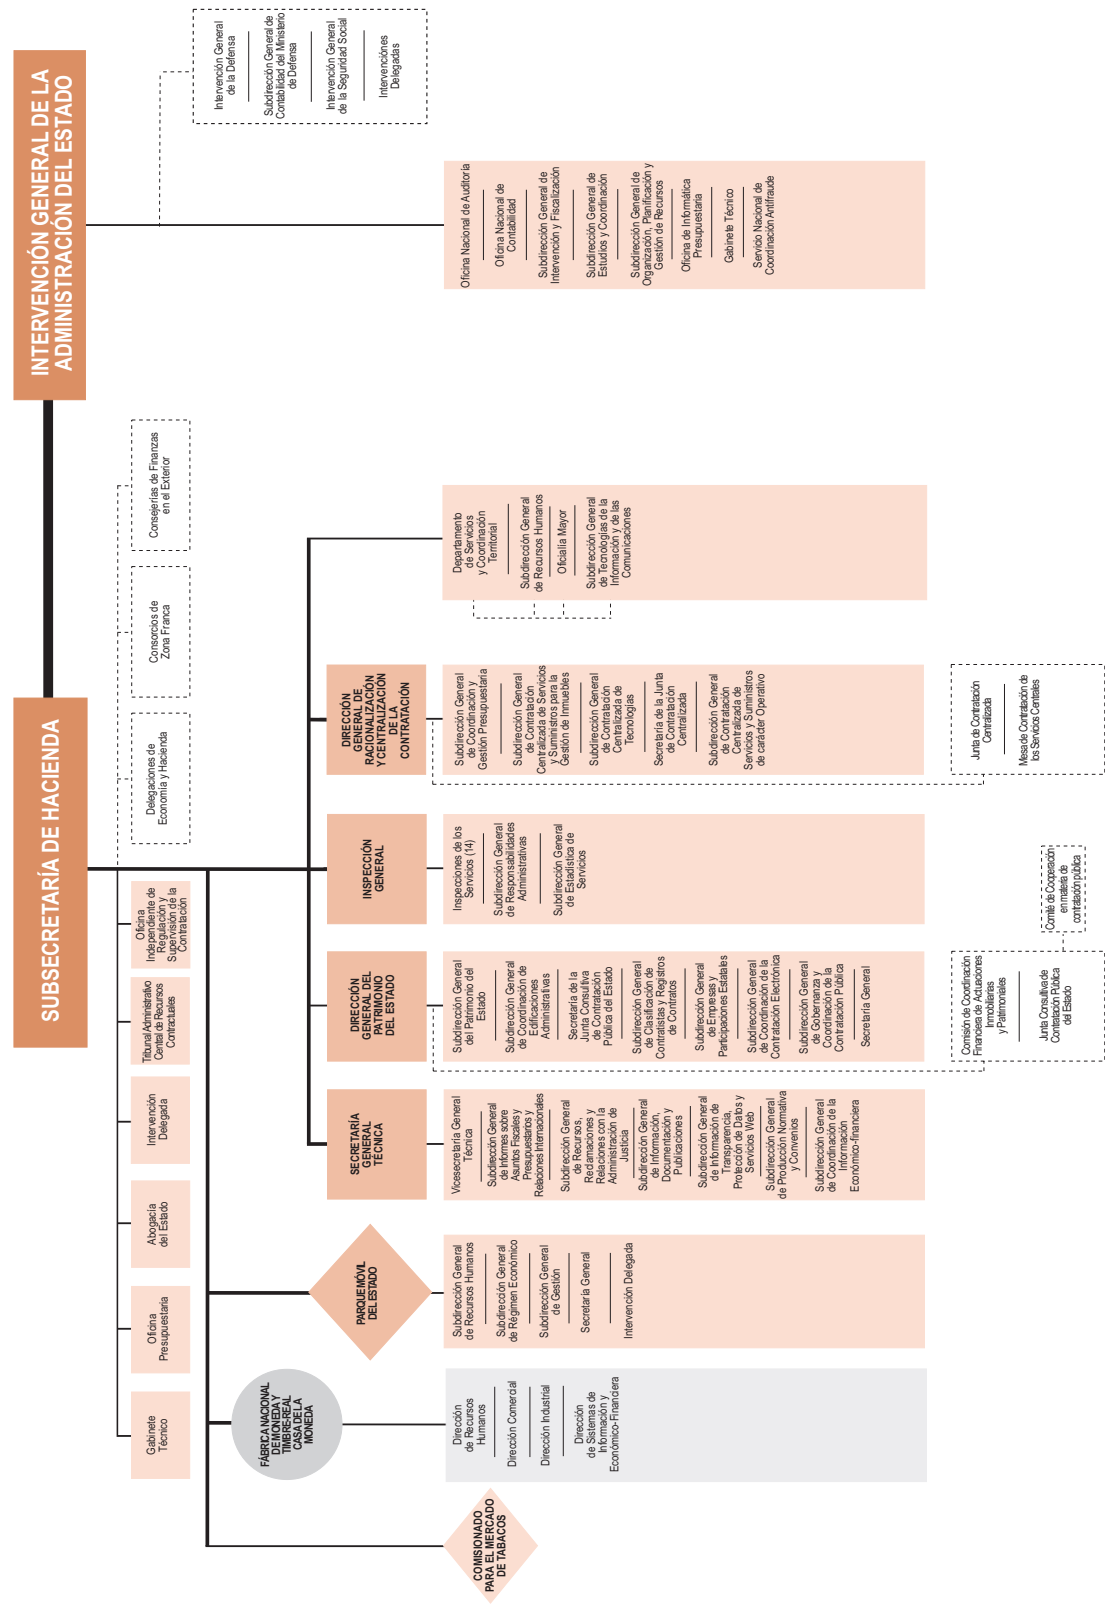 SUBSECRETARÍA DE HACIENDA
INTERVENCIÓN GENERAL DE LA
ADMINISTRACIÓN DEL ESTADO
Gabinete
Técnico
Oficina
Presupuestaria
Abogacía
del Estado
Intervención
Delegada
Tribunal Administrativo
Central de Recursos
Contractuales
Oficina
Independiente de
Regulación y
Supervisión de la
Contratación
Delegaciones de
Economía y Hacienda
Consorcios de
Zona Franca
Consejerías de Finanzas
en el Exterior
Intervención General
de la Defensa
Subdirección General de
Contabilidad del Ministerio
de Defensa
Intervención General
de la Seguridad Social
Intervenciónes
Delegadas
COMISIONADO
PARA EL MERCADO
DE TABACOS
FÁBRICA NACIONAL
DE MONEDA Y
TIMBRE-REAL
CASA DE LA
MONEDA
Dirección
de Recursos
Humanos
Dirección Comercial
Dirección Industrial
Dirección
de Sistemas de
Información y
Económico-Financiera
PARQUE MÓVIL
DEL ESTADO
Subdirección General
de Recursos Humanos
Subdirección General
de Régimen Económico
Subdirección General
de Gestión
Secretaría General
Intervención Delegada
SECRETARÍA
GENERAL
TÉCNICA
Vicesecretaría General
Técnica
Subdirección General
de Informes sobre
Asuntos Fiscales y
Presupuestarios y
Relaciones Internacionales
Subdirección General
de Recursos,
Reclamaciones y
Relaciones con la
Administración de
Justicia
Subdirección General
de Información,
Documentación y
Publicaciones
Subdirección General
de Información de
Transparencia,
Protección de Datos y
Servicios Web
Subdirección General
de Producción Normativa
y Convenios
Subdirección General
de Coordinación de la
Información
Económico-financiera
DIRECCIÓN
GENERAL DEL
PATRIMONIO
DEL ESTADO
Subdirección General
del Patrimonio del
Estado
Subdirección General
de Coordinación de
Edificaciones
Administrativas
Secretaría de la
Junta Consultiva
de Contratación
Pública del Estado
Subdirección General
de Clasificación de
Contratistas y Registros
de Contratos
Subdirección General
de Empresas y
Participaciones Estatales
Subdirección General
de Coordinación de la
Contratación Electrónica
Subdirección General
de Gobernanza y
Coordinación de la
Contratación Pública
Secretaría General
Comisión de Coordinación
Financiera de Actuaciones
Inmobiliarias
y Patrimoniales
Junta Consultiva de
Contratación Pública
del Estado
Comité de Cooperación
en materia de
contratación pública
INSPECCIÓN
GENERAL
Inspecciones de los
Servicios (14)
Subdirección General
de Responsabilidades
Administrativas
Subdirección General
de Estadística de
Servicios
DIRECCIÓN
GENERAL DE
RACIONALIZACIÓN
Y CENTRALIZACIÓN
DE LA
CONTRATACIÓN
Subdirección General
de Coordinación y
Gestión Presupuestaria
Subdirección General
de Contratación
Centralizada de Servicios
y Suministros para la
Gestión de Inmuebles
Subdirección General
de Contratación
Centralizada de
Tecnologías
Secretaría de la Junta
de Contratación
Centralizada
Subdirección General
de Contratación
Centralizada de
Servicios y Suministros
de carácter Operativo
Junta de Contratación
Centralizada
Mesa de Contratación de
los Servicios Centrales
Departamento
de Servicios
y Coordinación
Territorial
Subdirección General
de Recursos Humanos
Oficialía Mayor
Subdirección General
de Tecnologías de la
Información y de las
Comunicaciones
Oficina Nacional de Auditoría
Oficina Nacional de
Contabilidad
Subdirección General de
Intervención y Fiscalización
Subdirección General de
Estudios y Coordinación
Subdirección General de
Organización, Planificación y
Gestión de Recursos
Oficina de Informática
Presupuestaria
Gabinete Técnico
Servicio Nacional de
Coordinación Antifraude